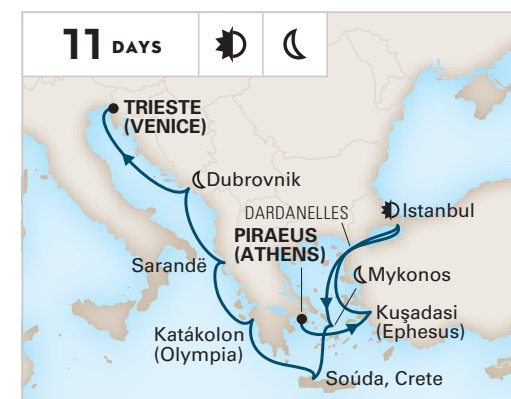 11 DAYS
TRIESTE
(VENICE)
Dubrovnik
DARDANELLES
Istanbul
PIRAEUS
(ATHENS)
Mykonos
Sarandë
Kuşadasi
(Ephesus)
Katákolon
(Olympia)
Soúda, Crete